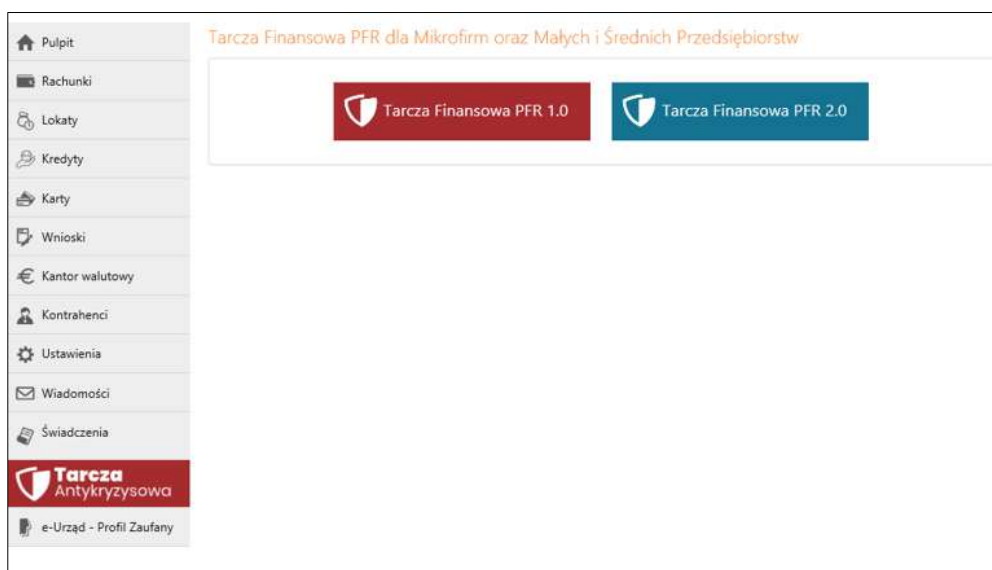 Pulpit
Rachunki
Lokaty
Kredyty
Karty
Wnioski
Kantor walutowy
Kontrahenci
Ustawienia
Wiadomości
Świadczenia
Tarcza
Antykryzysowa
e-Urząd - Profil Zaufany
Tarcza Finansowa PFR dla Mikrofirm oraz Małych i Średnich Przedsiębiorstw
Tarcza Finansowa PFR 1.0
Tarcza Finansowa PFR 2.0